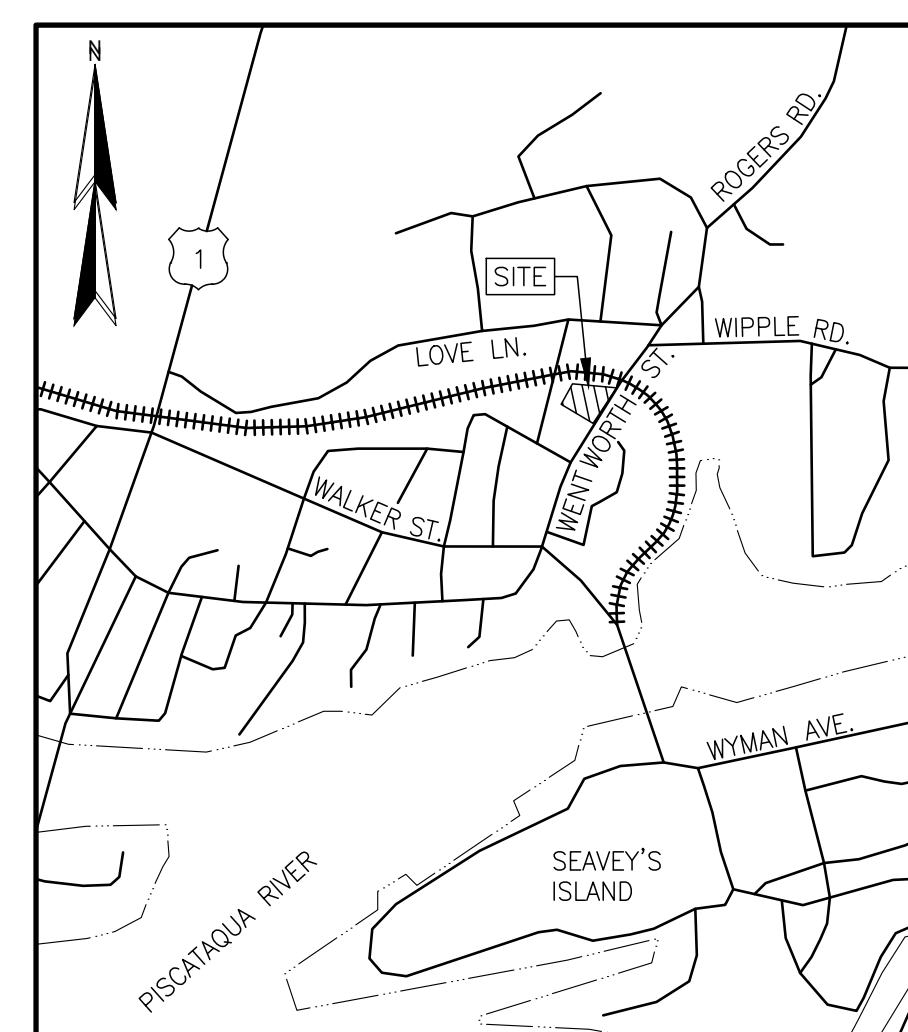 N
ROGERS RD.
1
SITE
WIPPLE RD.
LOVE LN.
WENTWORTH ST.
WALKER ST.
WYMAN AVE.
SEAVEY'S
ISLAND
PISCATAQUA RIVER